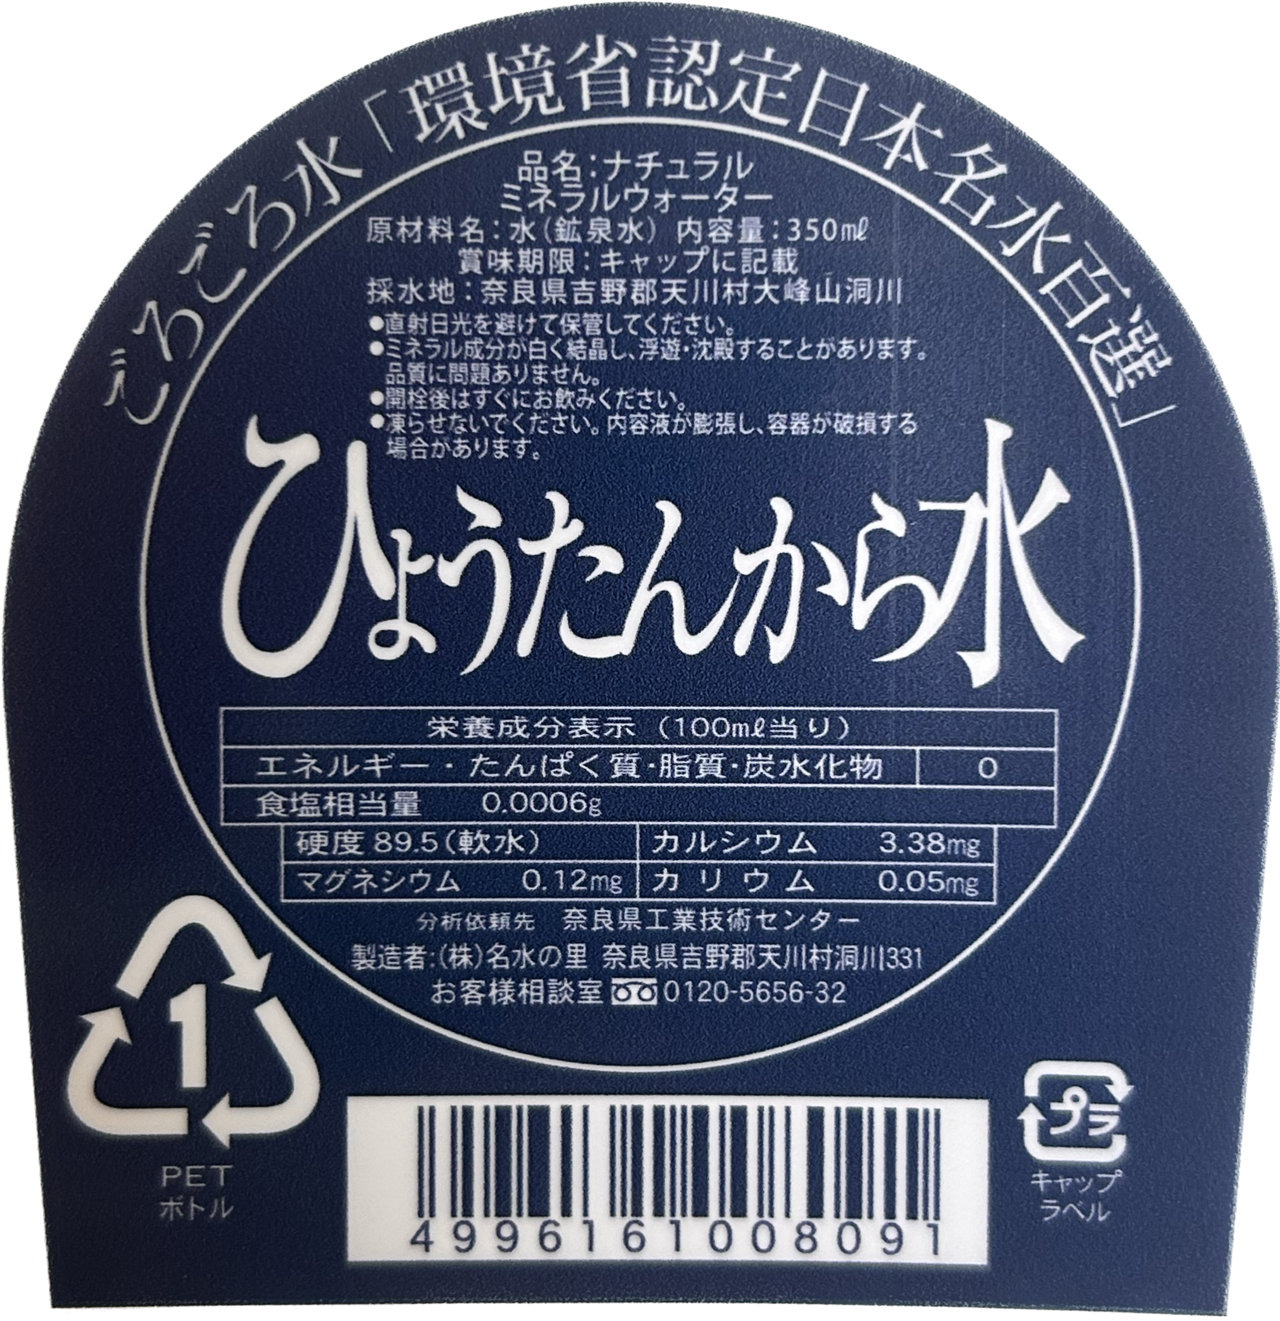 ごろごろ水「環境省認定日本名水百選」
品名：ナチュラル
ミネラルウォーター
原材料名：水（鉱泉水） 内容量：350㎖
賞味期限：キャップに記載
採水地：奈良県吉野郡天川村大峰山洞川
●直射日光を避けて保管してください。
●ミネラル成分が白く結晶し、浮遊・沈殿することがあります。
品質に問題ありません。
●開栓後はすぐにお飲みください。
●凍らせないでください。内容液が膨張し、容器が破損する
場合があります。
ひょうたんから水
栄養成分表示（100㎖当り）
エネルギー・たんぱく質・脂質・炭水化物 0
食塩相当量 0.0006g
硬度 89.5（軟水） カルシウム 3.38mg
マグネシウム 0.12mg カリウム 0.05mg
分析依頼先 奈良県工業技術センター
製造者：（株）名水の里 奈良県吉野郡天川村洞川331
お客様相談室 0120-5656-32
1
PET
ボトル
4996161008091
プラ
キャップ
ラベル